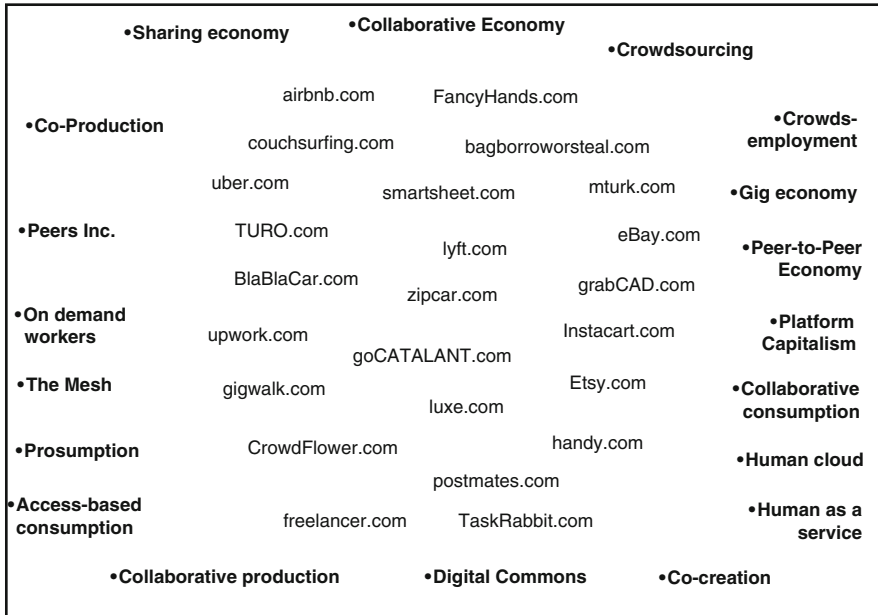 •Sharing economy
•Collaborative Economy
•Crowdsourcing
airbnb.com
FancyHands.com
•Co-Production
•Crowds-
employment
couchsurfing.com
bagborroworsteal.com
uber.com
smartsheet.com
mturk.com
•Gig economy
•Peers Inc.
TURO.com
lyft.com
eBay.com
•Peer-to-Peer
Economy
BlaBlaCar.com
zipcar.com
grabCAD.com
•On demand
workers
upwork.com
goCATALANT.com
Instacart.com
•Platform
Capitalism
•The Mesh
gigwalk.com
luxe.com
Etsy.com
•Collaborative
consumption
•Prosumption
CrowdFlower.com
handy.com
•Human cloud
postmates.com
•Access-based
consumption
freelancer.com
TaskRabbit.com
•Human as a
service
•Collaborative production
•Digital Commons
•Co-creation